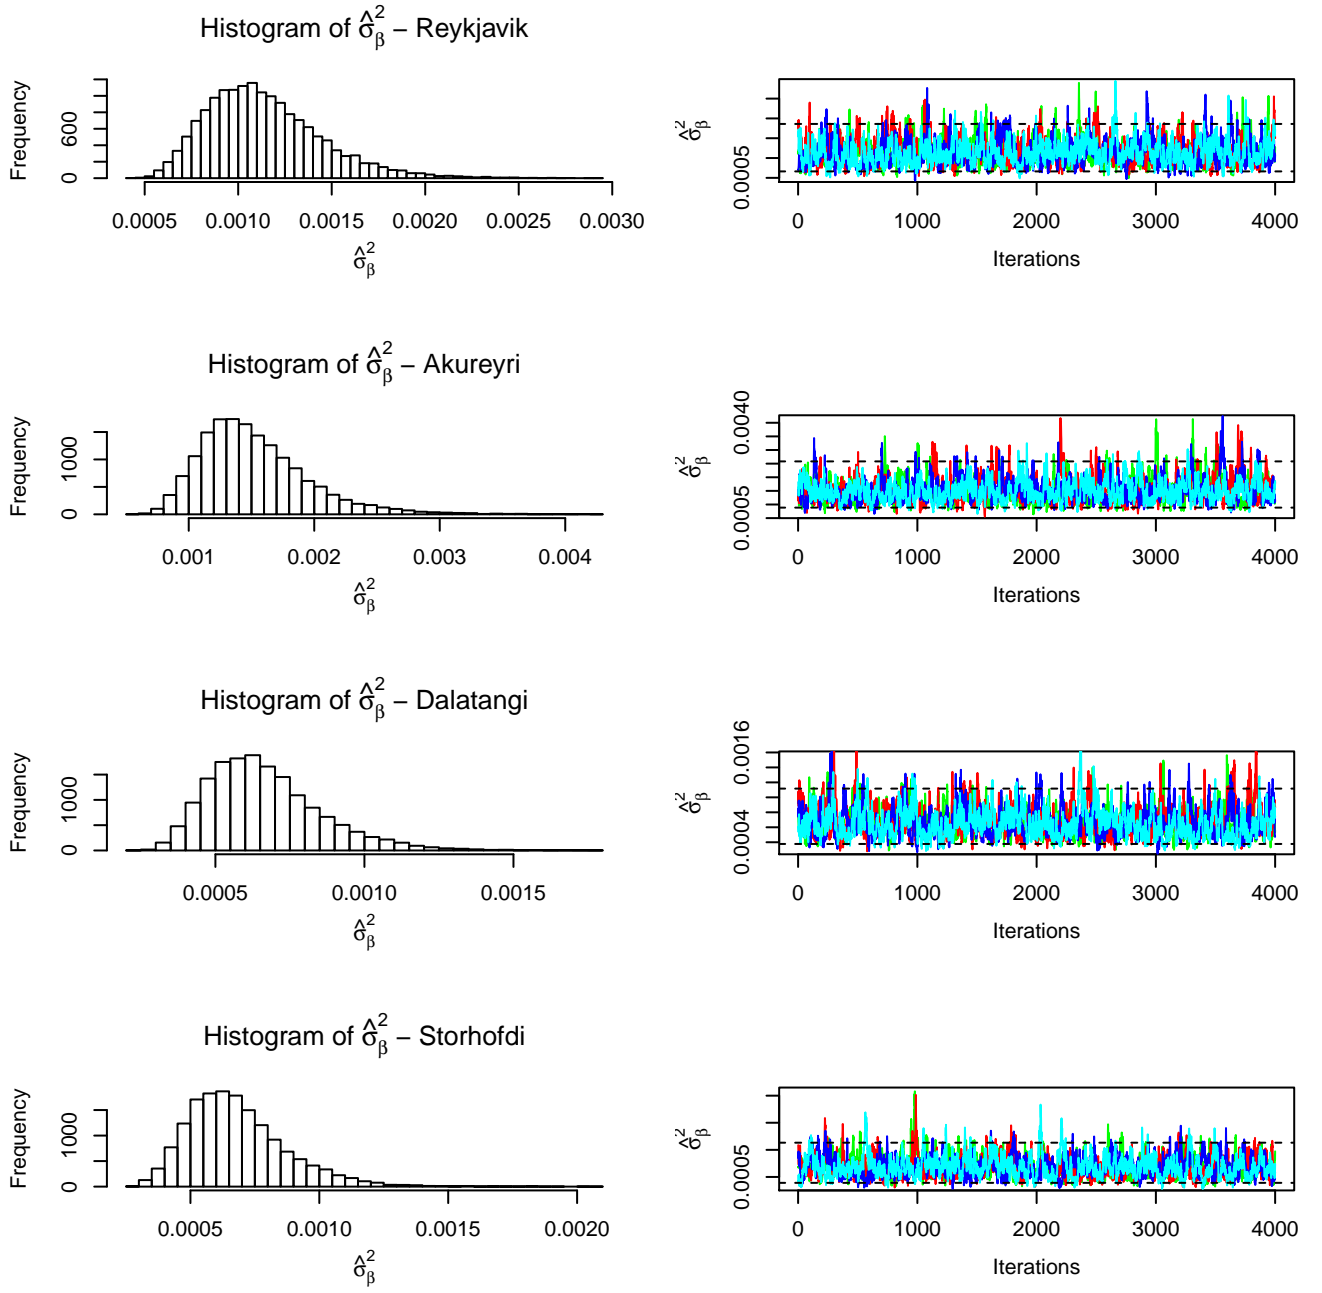 Histogram of σ̂²β – Reykjavik
Frequency
0 600
0.0005 0.0010 0.0015 0.0020 0.0025 0.0030
σ̂²β
σ̂²β
0.0005
0 1000 2000 3000 4000
Iterations
Histogram of σ̂²β – Akureyri
Frequency
0 1000
0.001 0.002 0.003 0.004
σ̂²β
σ̂²β
0.0005 0.0040
0 1000 2000 3000 4000
Iterations
Histogram of σ̂²β – Dalatangi
Frequency
0 1000
0.0005 0.0010 0.0015
σ̂²β
σ̂²β
0.0004 0.0016
0 1000 2000 3000 4000
Iterations
Histogram of σ̂²β – Storhofdi
Frequency
0 1000
0.0005 0.0010 0.0015 0.0020
σ̂²β
σ̂²β
0.0005
0 1000 2000 3000 4000
Iterations